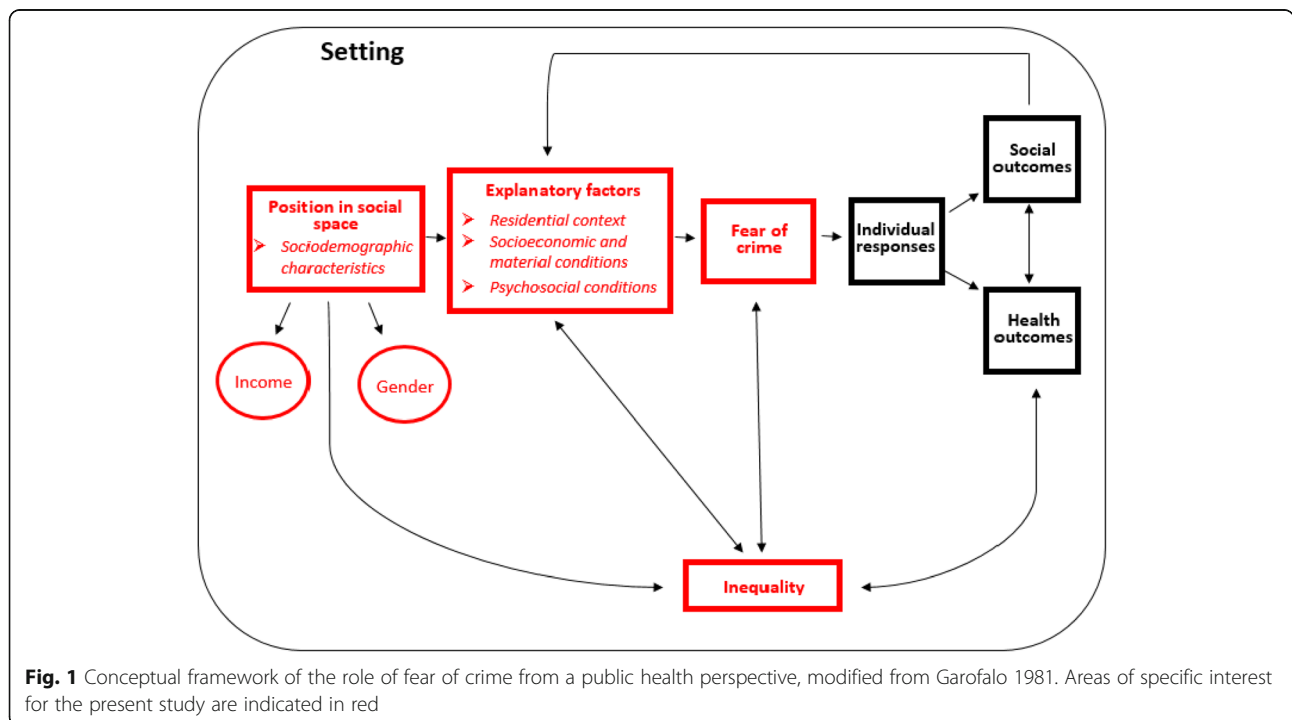 Setting
Position in social
space
➤ Sociodemographic
characteristics
Income
Gender
Explanatory factors
➤ Residential context
➤ Socioeconomic and
material conditions
➤ Psychosocial conditions
Fear of
crime
Individual
responses
Social
outcomes
Health
outcomes
Inequality
Fig. 1 Conceptual framework of the role of fear of crime from a public health perspective, modified from Garofalo 1981. Areas of specific interest
for the present study are indicated in red